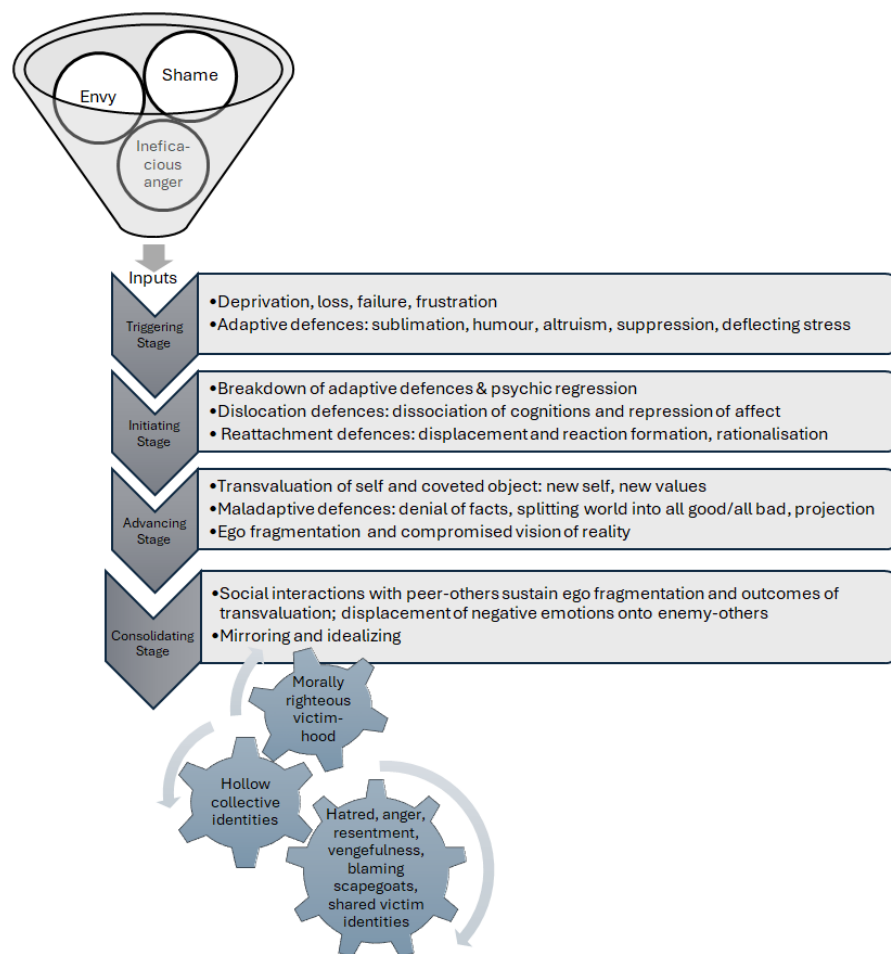 Shame
Envy
Inefica-
cious
anger
Inputs
Triggering
Stage
•Deprivation, loss, failure, frustration
•Adaptive defences: sublimation, humour, altruism, suppression, deflecting stress
Initiating
Stage
•Breakdown of adaptive defences & psychic regression
•Dislocation defences: dissociation of cognitions and repression of affect
•Reattachment defences: displacement and reaction formation, rationalisation
Advancing
Stage
•Transvaluation of self and coveted object: new self, new values
•Maladaptive defences: denial of facts, splitting world into all good/all bad, projection
•Ego fragmentation and compromised vision of reality
Consolidating
Stage
•Social interactions with peer-others sustain ego fragmentation and outcomes of
transvaluation; displacement of negative emotions onto enemy-others
•Mirroring and idealizing
Morally
righteous
victim-
hood
Hollow
collective
identities
Hatred, anger,
resentment,
vengefulness,
blaming
scapegoats,
shared victim
identities